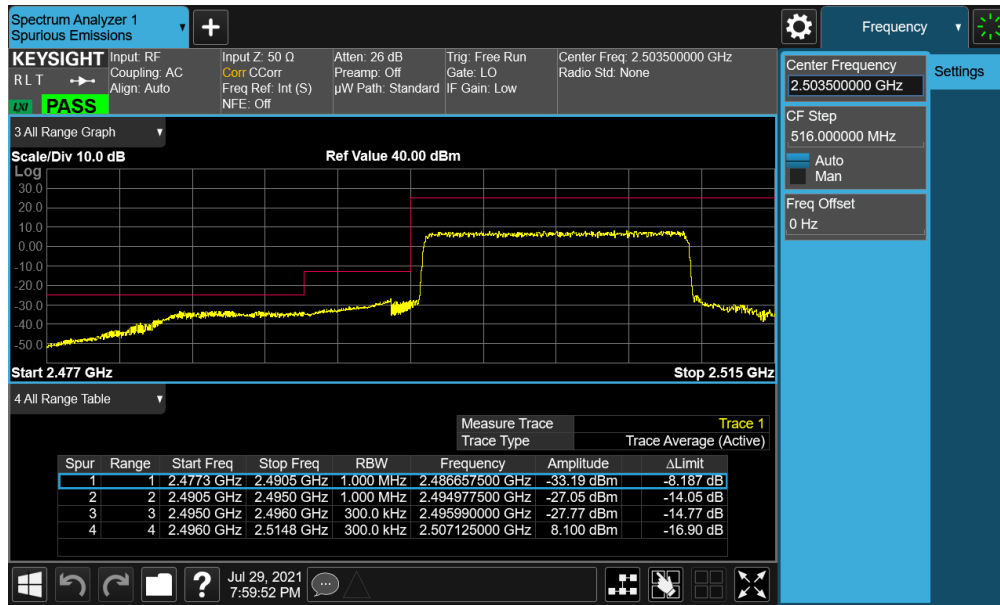 Spectrum Analyzer 1
Spurious Emissions
+
Frequency
KEYSIGHT
R L T
LXI
PASS
Input: RF
Coupling: AC
Align: Auto
Input Z: 50 Ω
Corr CCorr
Freq Ref: Int (S)
NFE: Off
Atten: 26 dB
Preamp: Off
µW Path: Standard
Trig: Free Run
Gate: LO
IF Gain: Low
Center Freq: 2.503500000 GHz
Radio Std: None
Center Frequency
2.503500000 GHz
Settings
CF Step
516.000000 MHz
Auto
Man
Freq Offset
0 Hz
3 All Range Graph
Scale/Div 10.0 dB
Ref Value 40.00 dBm
Log
30.0
20.0
10.0
0.00
-10.0
-20.0
-30.0
-40.0
-50.0
Start 2.477 GHz
Stop 2.515 GHz
4 All Range Table
Measure Trace Trace 1
Trace Type Trace Average (Active)
Spur Range Start Freq Stop Freq RBW Frequency Amplitude ΔLimit
1 1 2.4773 GHz 2.4905 GHz 1.000 MHz 2.486657500 GHz -33.19 dBm -8.187 dB
2 2 2.4905 GHz 2.4950 GHz 1.000 MHz 2.494977500 GHz -27.05 dBm -14.05 dB
3 3 2.4950 GHz 2.4960 GHz 300.0 kHz 2.495990000 GHz -27.77 dBm -14.77 dB
4 4 2.4960 GHz 2.5148 GHz 300.0 kHz 2.507125000 GHz 8.100 dBm -16.90 dB
?
Jul 29, 2021
7:59:52 PM